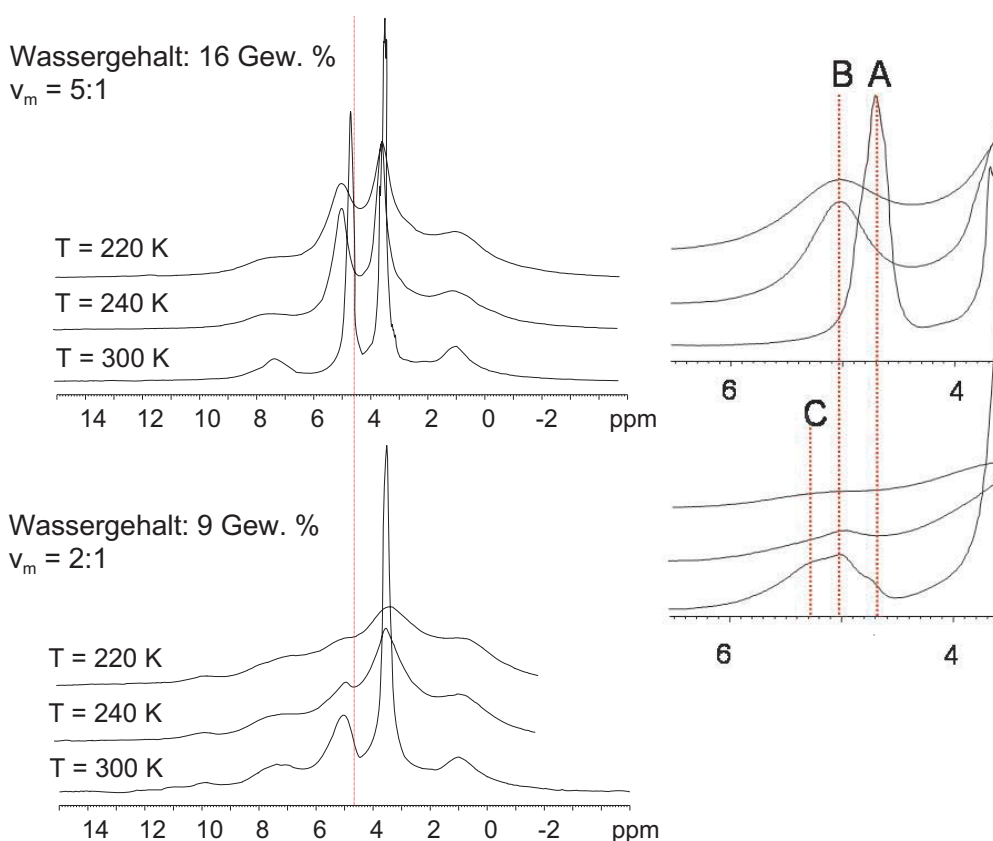 Wassergehalt: 16 Gew. %
v_m = 5:1
T = 220 K
T = 240 K
T = 300 K
14 12 10 8 6 4 2 0 -2 ppm
B A
6 4
C
Wassergehalt: 9 Gew. %
v_m = 2:1
T = 220 K
T = 240 K
T = 300 K
14 12 10 8 6 4 2 0 -2 ppm
6 4